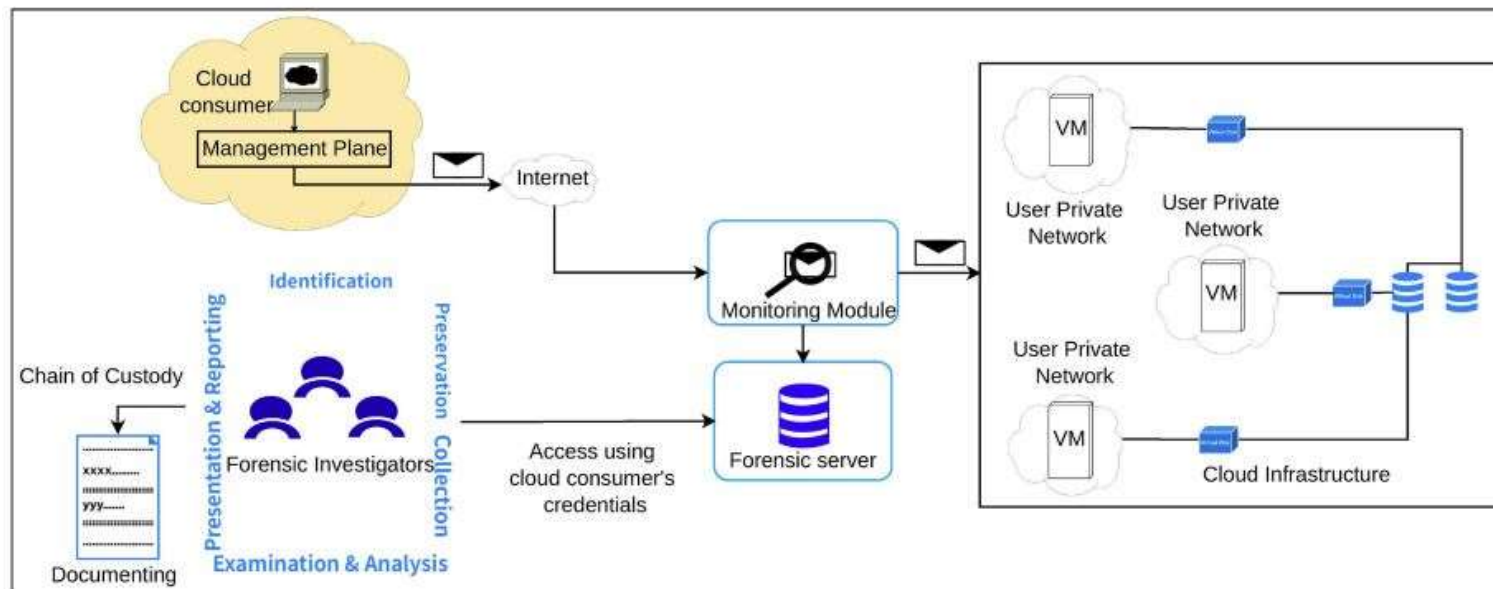 Cloud
consumer
Management Plane
Internet
Monitoring Module
Forensic server
VM
User Private
Network
User Private
Network
VM
User Private
Network
VM
Cloud Infrastructure
Identification
Preservation
Collection
Examination & Analysis
Presentation & Reporting
Forensic Investigators
Access using
cloud consumer's
credentials
Chain of Custody
xxxx........
yyy......
Documenting